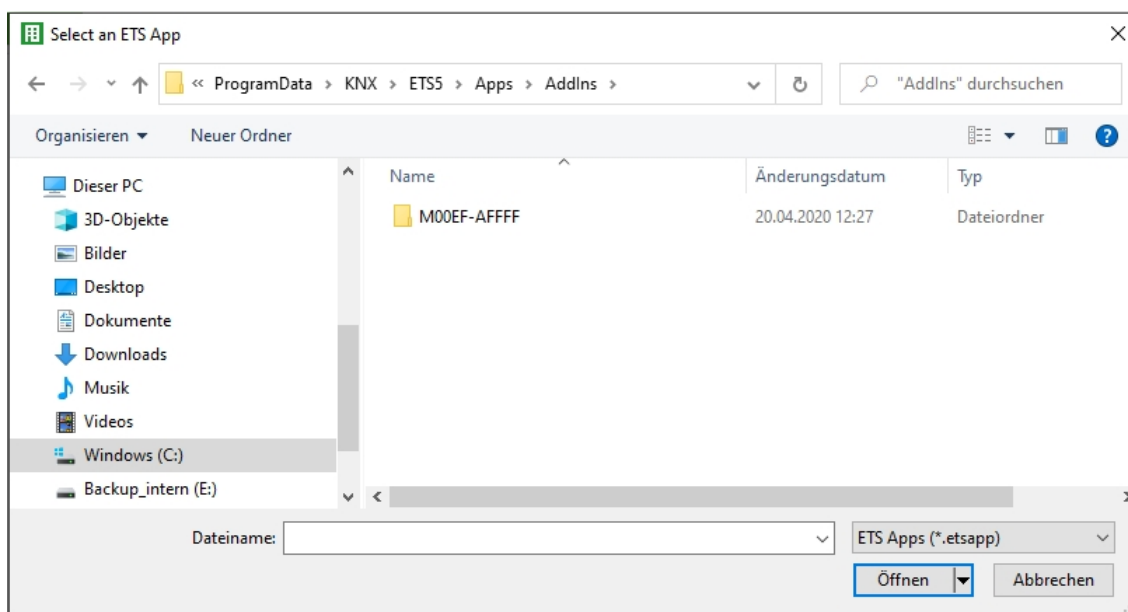 Select an ETS App
« ProgramData › KNX › ETS5 › Apps › AddIns ›
"AddIns" durchsuchen
Organisieren
Neuer Ordner
Dieser PC
3D-Objekte
Bilder
Desktop
Dokumente
Downloads
Musik
Videos
Windows (C:)
Backup_intern (E:)
Name Änderungsdatum Typ
M00EF-AFFFF 20.04.2020 12:27 Dateiordner
Dateiname:
ETS Apps (*.etsapp)
Öffnen
Abbrechen